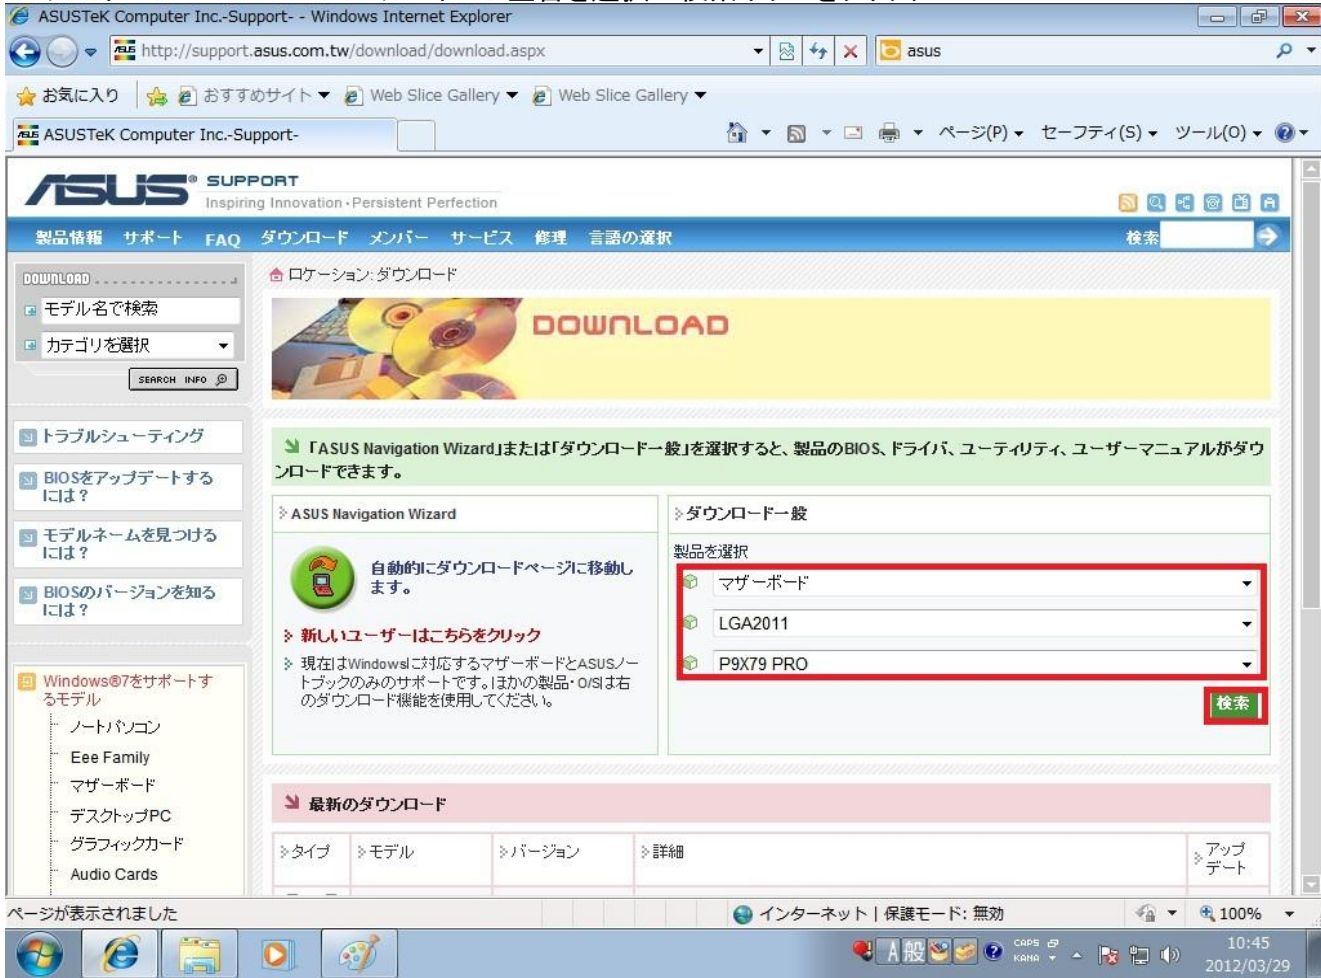 ASUSTeK Computer Inc.-Support- - Windows Internet Explorer
http://support.asus.com.tw/download/download.aspx
asus
お気に入り
おすすめサイト ▼
Web Slice Gallery ▼
Web Slice Gallery ▼
ASUSTeK Computer Inc.-Support-
ページ(P) ▼ セーフティ(S) ▼ ツール(O) ▼
ASUS® SUPPORT
Inspiring Innovation・Persistent Perfection
製品情報 サポート FAQ ダウンロード メンバー サービス 修理 言語の選択 検索
DOWNLOAD
モデル名で検索
カテゴリを選択
SEARCH INFO
トラブルシューティング
BIOSをアップデートする
には？
モデルネームを見つける
には？
BIOSのバージョンを知る
には？
Windows®7をサポートす
るモデル
ノートパソコン
Eee Family
マザーボード
デスクトップPC
グラフィックカード
Audio Cards
ロケーション: ダウンロード
DOWNLOAD
「ASUS Navigation Wizard」または「ダウンロード一般」を選択すると、製品のBIOS、ドライバ、ユーティリティ、ユーザーマニュアルがダウ
ンロードできます。
ASUS Navigation Wizard
自動的にダウンロードページに移動し
ます。
新しいユーザーはこちらをクリック
現在はWindowsに対応するマザーボードとASUSノー
トブックのみのサポートです。ほかの製品・O/Sは右
のダウンロード機能を使用してください。
ダウンロード一般
製品を選択
マザーボード
LGA2011
P9X79 PRO
検索
最新のダウンロード
タイプ モデル バージョン 詳細 アップ
デート
ページが表示されました
インターネット | 保護モード: 無効
100%
A 般
CAPS
KANA
10:45
2012/03/29